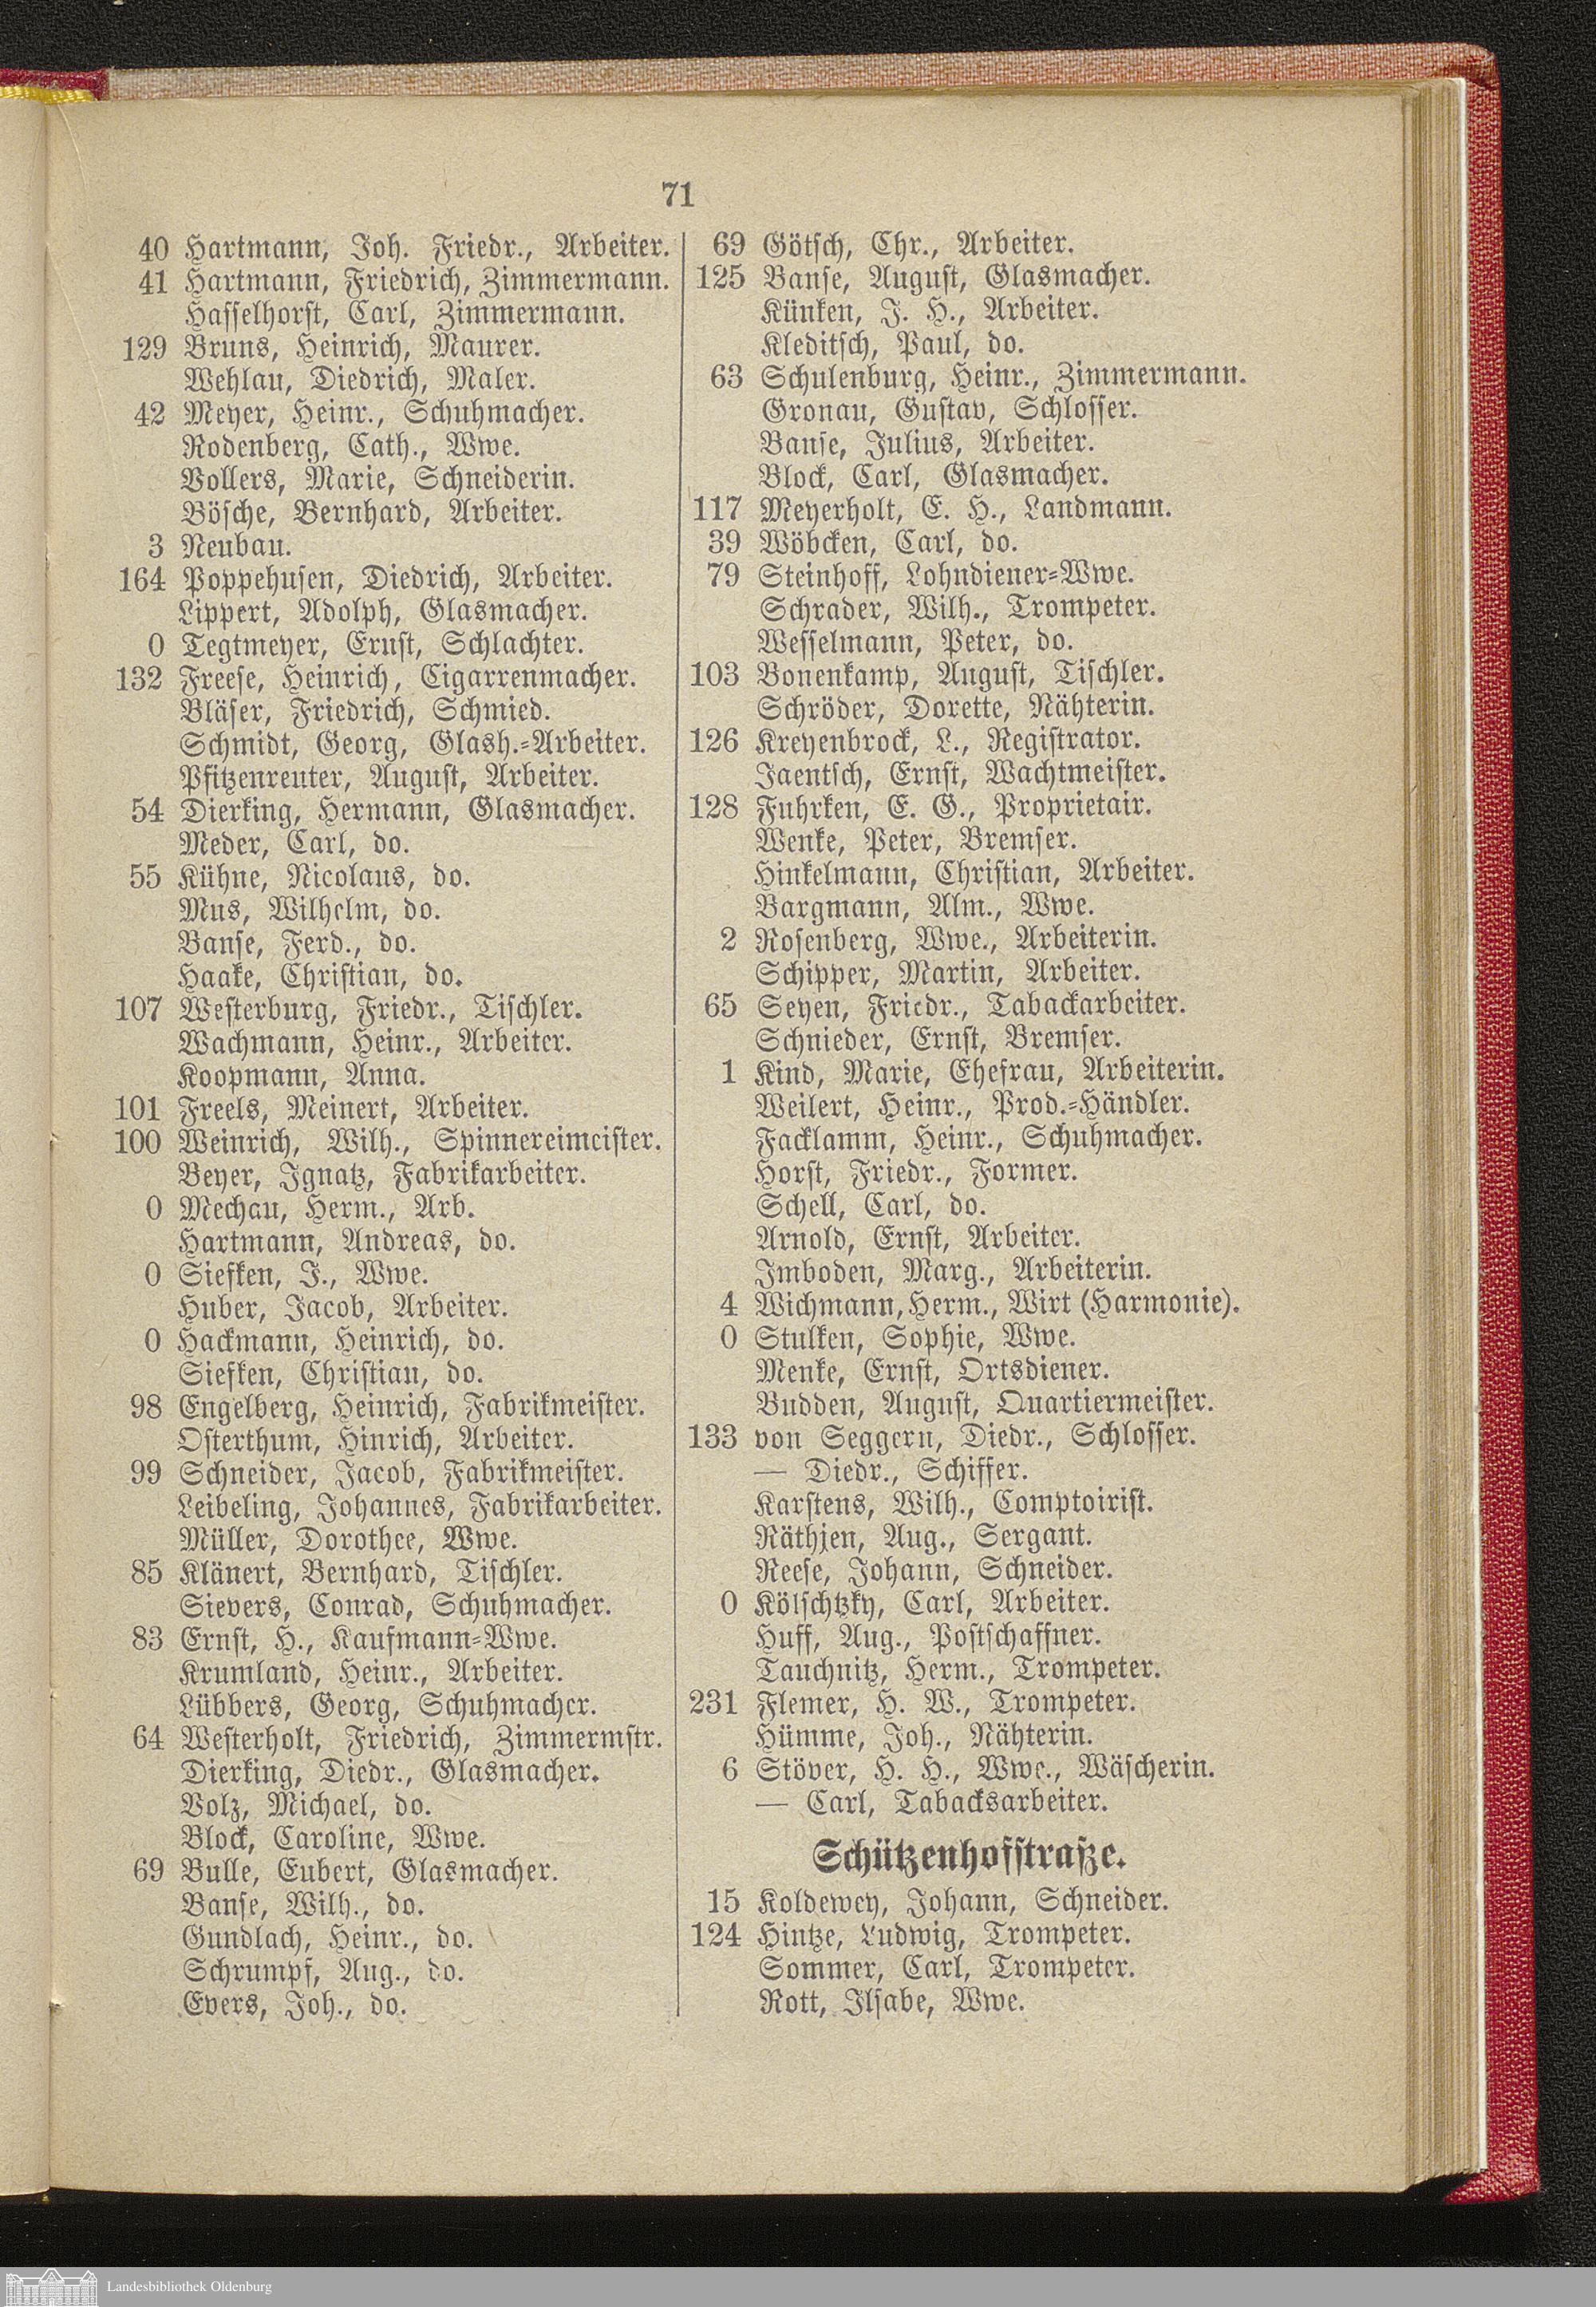 71
40 Hartmann, Joh. Friedr., Arbeiter.
41 Hartmann, Friedrich, Zimmermann.
Hasselhorst, Carl, Zimmermann.
129 Bruns, Heinrich, Maurer.
Wehlau, Diedrich, Maler.
42 Meyer, Heinr., Schuhmacher.
Rodenberg, Cath., Wwe.
Vollers, Marie, Schneiderin.
Bösche, Bernhard, Arbeiter.
3 Neubau.
164 Poppehusen, Diedrich, Arbeiter.
Lippert, Adolph, Glasmacher.
0 Tegtmeyer, Ernst, Schlachter.
132 Freese, Heinrich, Cigarrenmacher.
Bläser, Friedrich, Schmied.
Schmidt, Georg, Glash.-Arbeiter.
Pfitzenreuter, August, Arbeiter.
54 Dierking, Hermann, Glasmacher.
Meder, Carl, do.
55 Kühne, Nicolaus, do.
Mus, Wilhelm, do.
Banse, Ferd., do.
Haake, Christian, do.
107 Westerburg, Friedr., Tischler.
Wachmann, Heinr., Arbeiter.
Koopmann, Anna.
101 Freels, Meinert, Arbeiter.
100 Weinrich, Wilh., Spinnereimeister.
Beyer, Ignatz, Fabrikarbeiter.
0 Mechau, Herm., Arb.
Hartmann, Andreas, do.
0 Siefken, J., Wwe.
Huber, Jacob, Arbeiter.
0 Hackmann, Heinrich, do.
Siefken, Christian, do.
98 Engelberg, Heinrich, Fabrikmeister.
Osterthum, Hinrich, Arbeiter.
99 Schneider, Jacob, Fabrikmeister.
Leibeling, Johannes, Fabrikarbeiter.
Müller, Dorothee, Wwe.
85 Klänert, Bernhard, Tischler.
Sievers, Conrad, Schuhmacher.
83 Ernst, H., Kaufmann-Wwe.
Krumland, Heinr., Arbeiter.
Lübbers, Georg, Schuhmacher.
64 Westerholt, Friedrich, Zimmermstr.
Dierking, Diedr., Glasmacher.
Volz, Michael, do.
Block, Caroline, Wwe.
69 Bulle, Eubert, Glasmacher.
Banse, Wilh., do.
Gundlach, Heinr., do.
Schrumpf, Aug., do.
Evers, Joh., do.
69 Götsch, Chr., Arbeiter.
125 Banse, August, Glasmacher.
Künken, J. H., Arbeiter.
Kleditsch, Paul, do.
63 Schulenburg, Heinr., Zimmermann.
Gronau, Gustav, Schlosser.
Banse, Julius, Arbeiter.
Block, Carl, Glasmacher.
117 Meyerholt, E. H., Landmann.
39 Wöbcken, Carl, do.
79 Steinhoff, Lohndiener-Wwe.
Schrader, Wilh., Trompeter.
Wesselmann, Peter, do.
103 Bonenkamp, August, Tischler.
Schröder, Dorette, Nähterin.
126 Kreyenbrock, L., Registrator.
Jaentsch, Ernst, Wachtmeister.
128 Fuhrken, E. G., Proprietair.
Wenke, Peter, Bremser.
Hinkelmann, Christian, Arbeiter.
Bargmann, Alm., Wwe.
2 Rosenberg, Wwe., Arbeiterin.
Schipper, Martin, Arbeiter.
65 Seyen, Friedr., Tabackarbeiter.
Schnieder, Ernst, Bremser.
1 Kind, Marie, Ehefrau, Arbeiterin.
Weilert, Heinr., Prod.-Händler.
Facklamm, Heinr., Schuhmacher.
Horst, Friedr., Former.
Schell, Carl, do.
Arnold, Ernst, Arbeiter.
Imboden, Marg., Arbeiterin.
4 Wichmann, Herm., Wirt (Harmonie).
0 Stulken, Sophie, Wwe.
Menke, Ernst, Ortsdiener.
Budden, August, Quartiermeister.
133 von Seggern, Diedr., Schlosser.
— Diedr., Schiffer.
Karstens, Wilh., Comptoirist.
Räthjen, Aug., Sergant.
Reese, Johann, Schneider.
0 Kölschtzky, Carl, Arbeiter.
Huff, Aug., Postschaffner.
Tauchnitz, Herm., Trompeter.
231 Flemer, H. W., Trompeter.
Hümme, Joh., Nähterin.
6 Stöver, H. H., Wwe., Wäscherin.
— Carl, Tabacksarbeiter.
Schützenhofstraße.
15 Koldewey, Johann, Schneider.
124 Hintze, Ludwig, Trompeter.
Sommer, Carl, Trompeter.
Rott, Ilsabe, Wwe.
Landesbibliothek Oldenburg